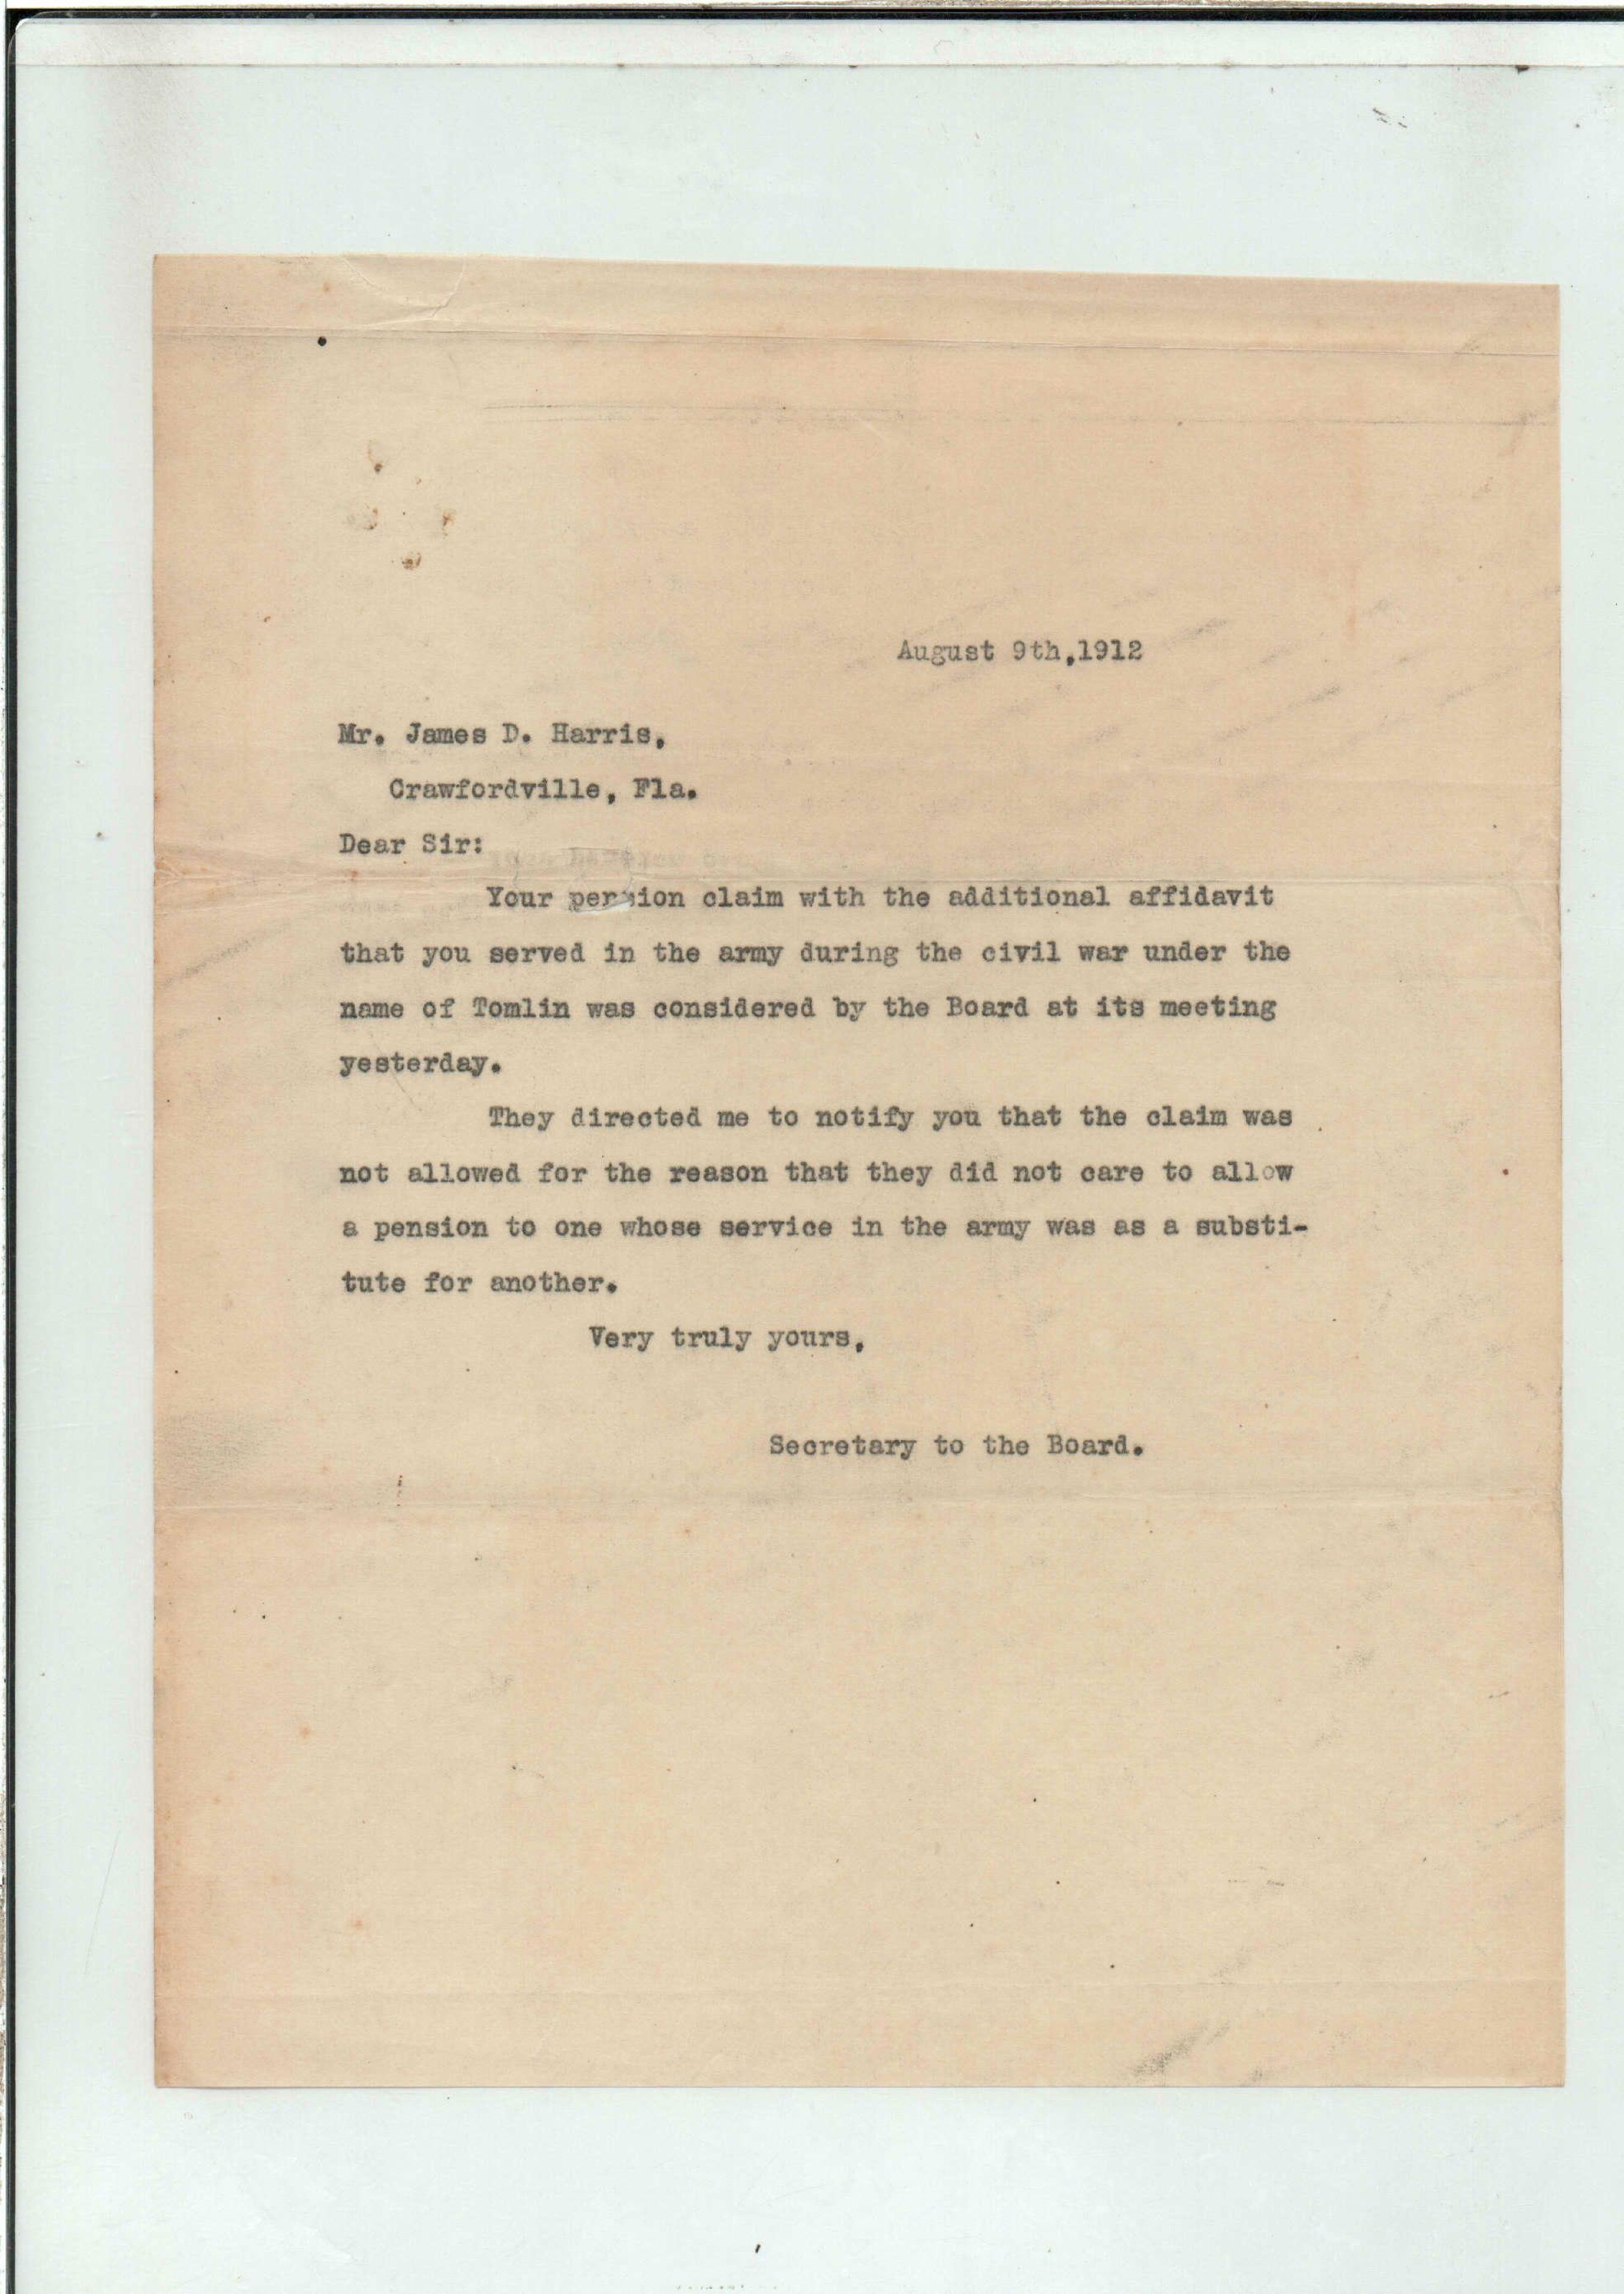 August 9th,1912
Mr. James D. Harris,
Crawfordville, Fla.
Dear Sir:
Your pension claim with the additional affidavit
that you served in the army during the civil war under the
name of Tomlin was considered by the Board at its meeting
yesterday.
They directed me to notify you that the claim was
not allowed for the reason that they did not care to allow
a pension to one whose service in the army was as a substi-
tute for another.
Very truly yours,
Secretary to the Board.